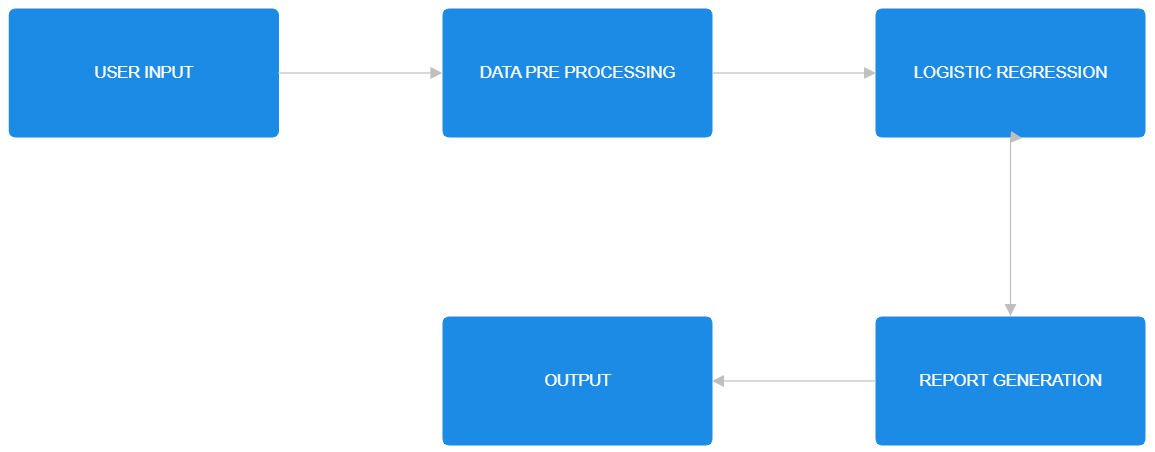 USER INPUT
DATA PRE PROCESSING
LOGISTIC REGRESSION
OUTPUT
REPORT GENERATION